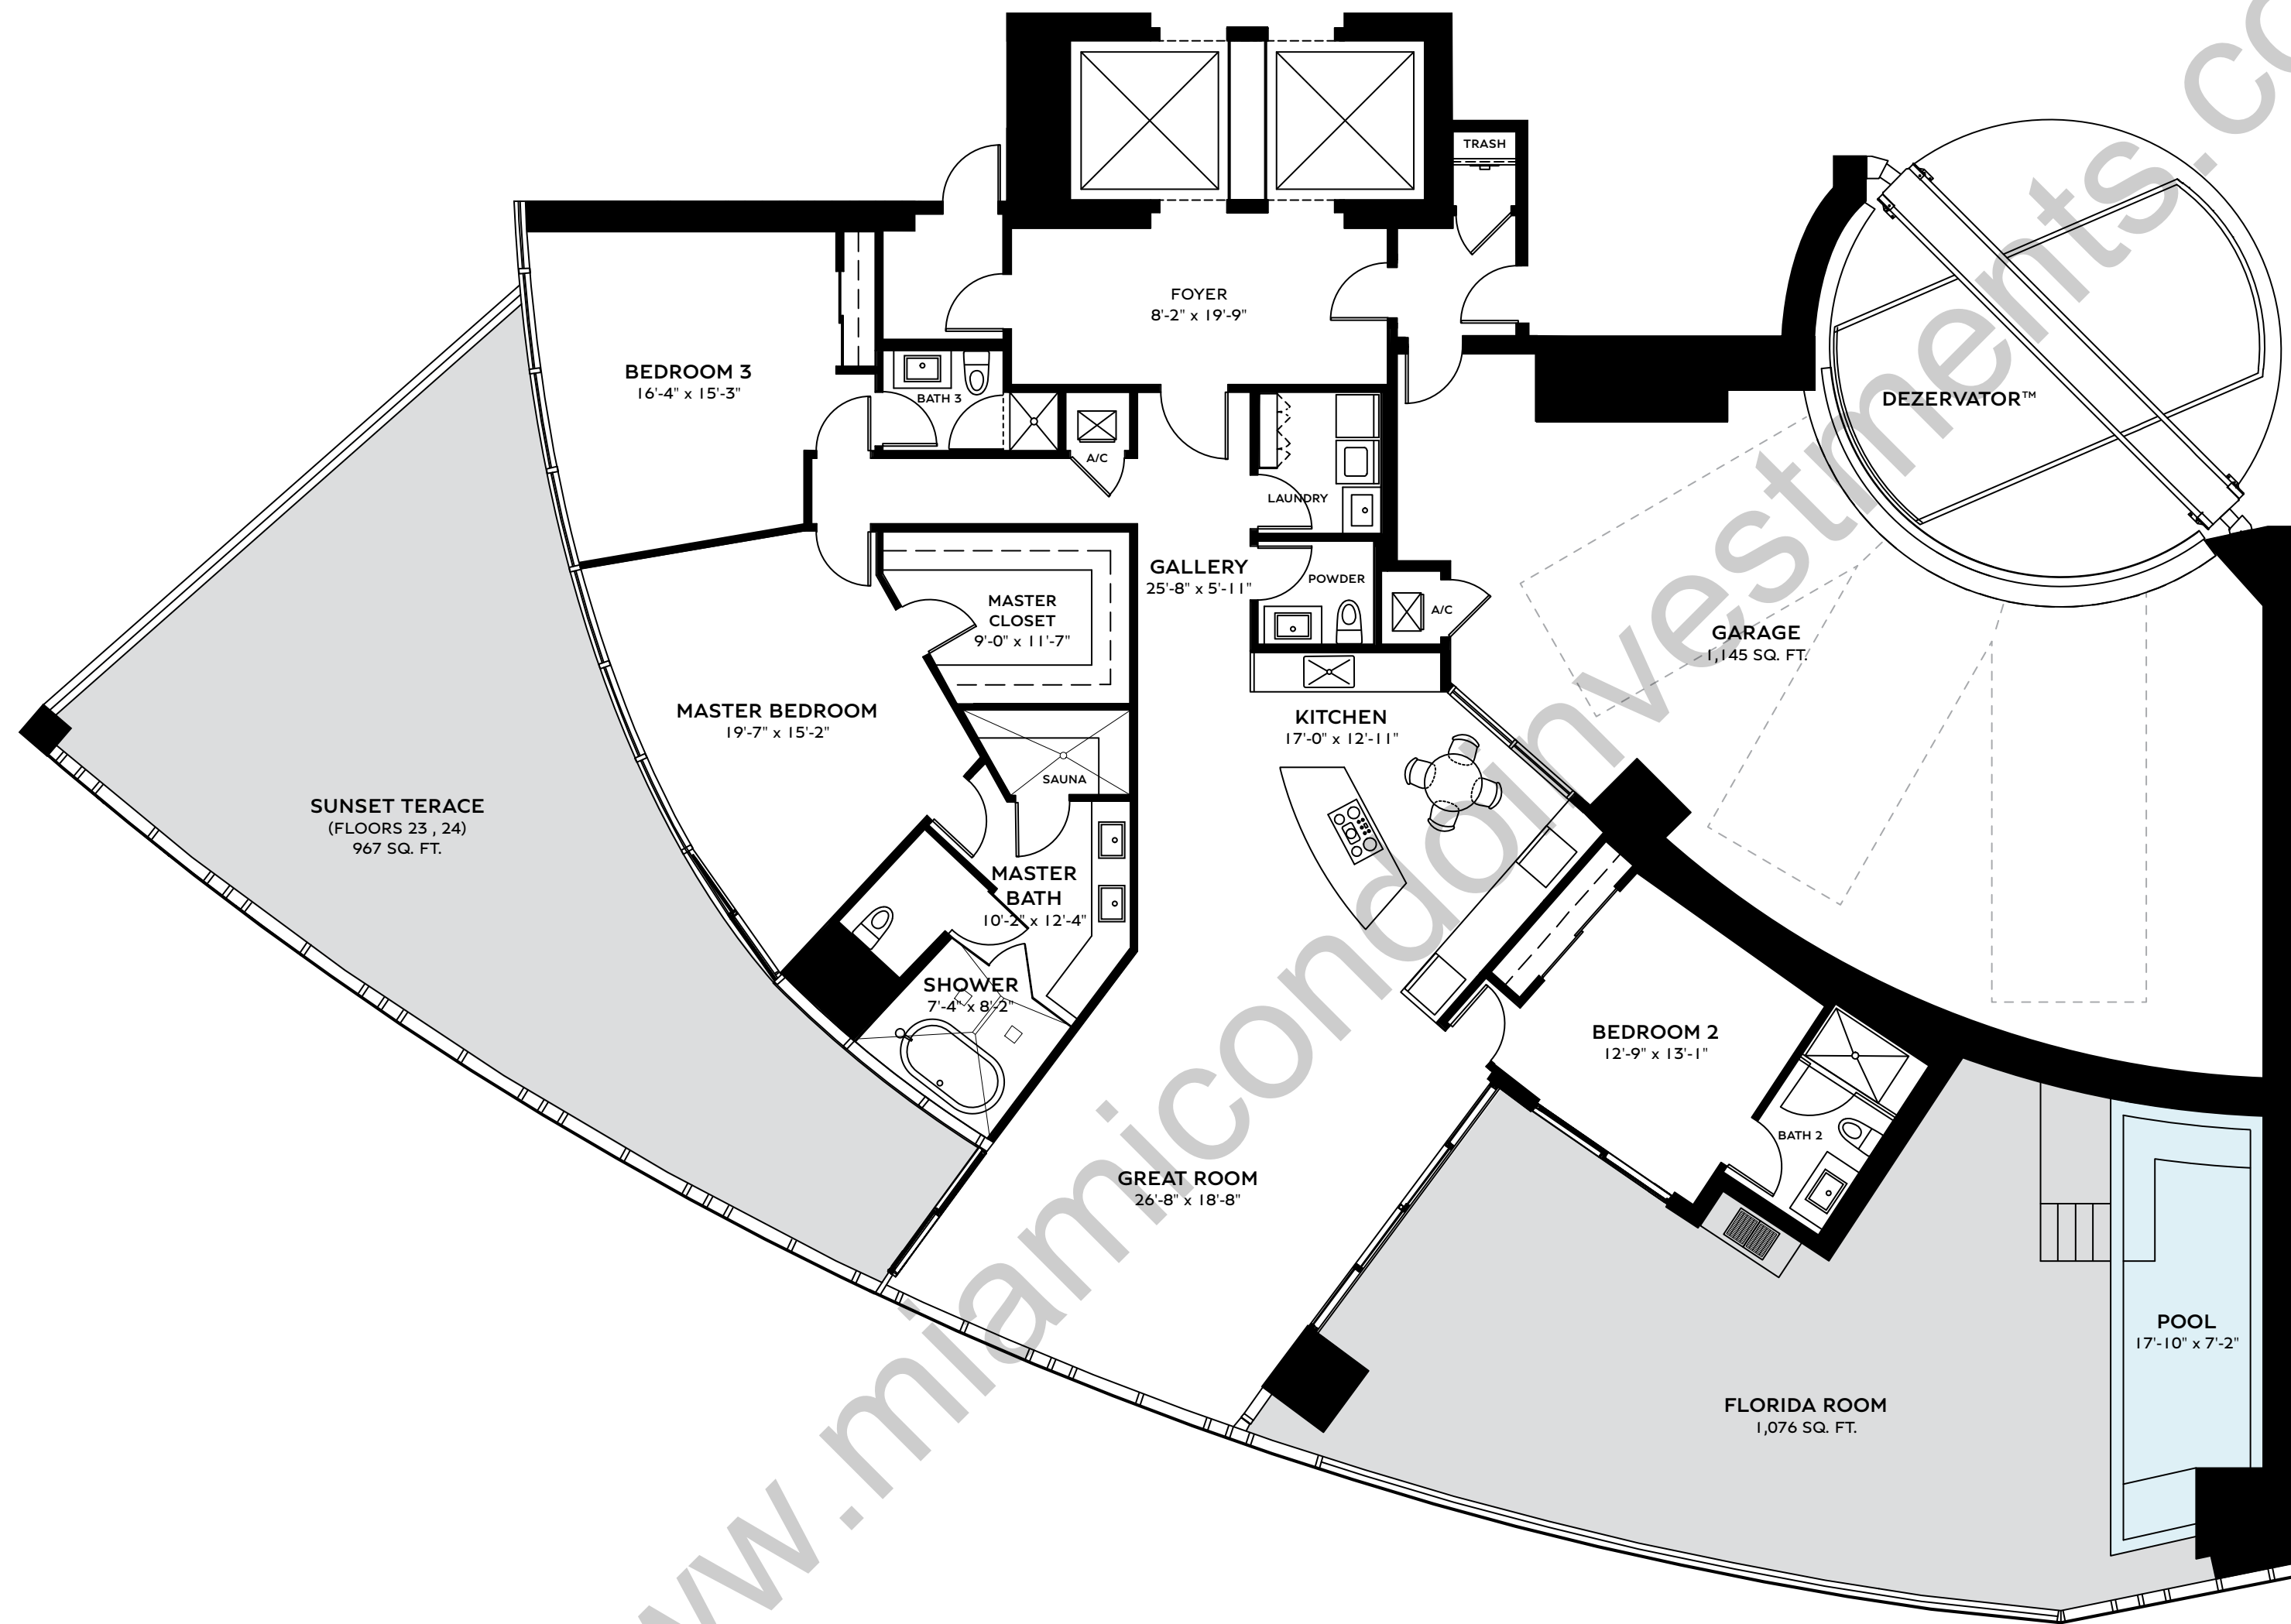 TRASH
FOYER
8'-2" x 19'-9"
BEDROOM 3
16'-4" x 15'-3"
BATH 3
A/C
DEZERVATOR™
LAUNDRY
GALLERY
25'-8" x 5'-11"
POWDER
MASTER
CLOSET
9'-0" x 11'-7"
A/C
GARAGE
1,145 SQ. FT.
MASTER BEDROOM
19'-7" x 15'-2"
KITCHEN
17'-0" x 12'-11"
SAUNA
SUNSET TERACE
(FLOORS 23 , 24)
967 SQ. FT.
MASTER
BATH
10'-2" x 12'-4"
SHOWER
7'-4" x 8'-2"
BEDROOM 2
12'-9" x 13'-1"
BATH 2
GREAT ROOM
26'-8" x 18'-8"
POOL
17'-10" x 7'-2"
FLORIDA ROOM
1,076 SQ. FT.
www.miamicondoinvestments.co